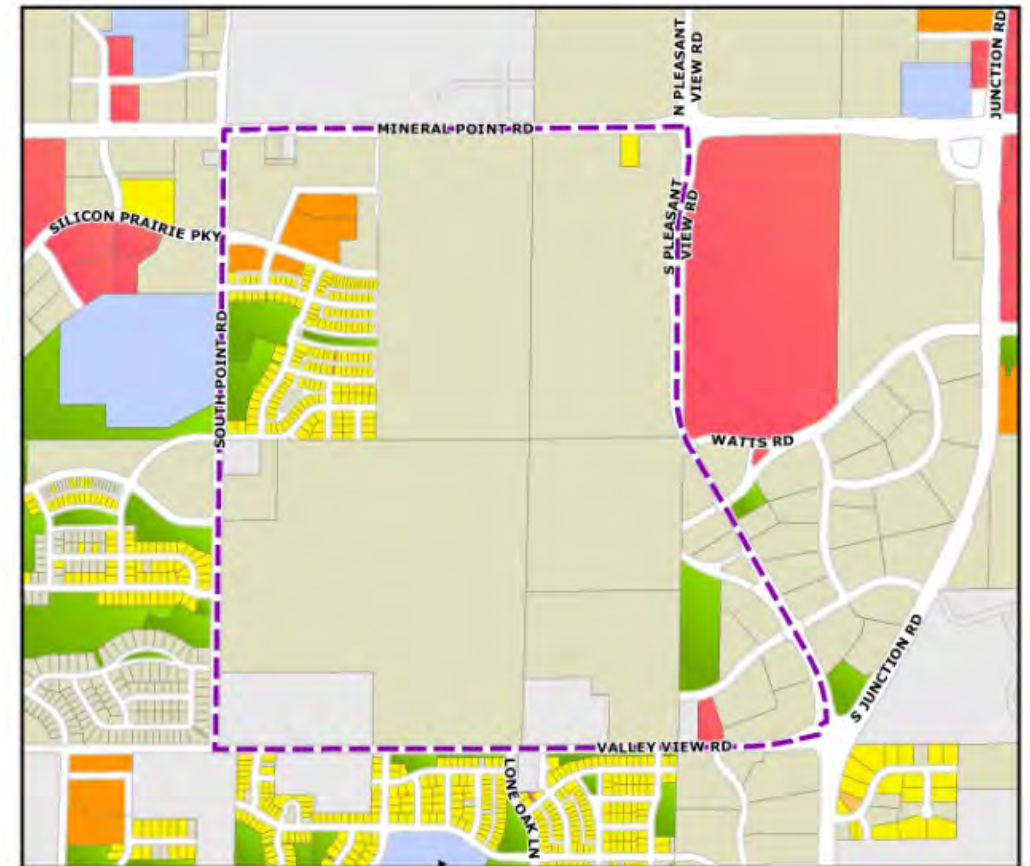 N PLEASANT
VIEW RD
JUNCTION RD
MINERAL POINT RD
S PLEASANT
VIEW RD
SILICON PRAIRIE PKY
SOUTH POINT RD
WATTS RD
S JUNCTION RD
VALLEY VIEW RD
LONE OAK LN